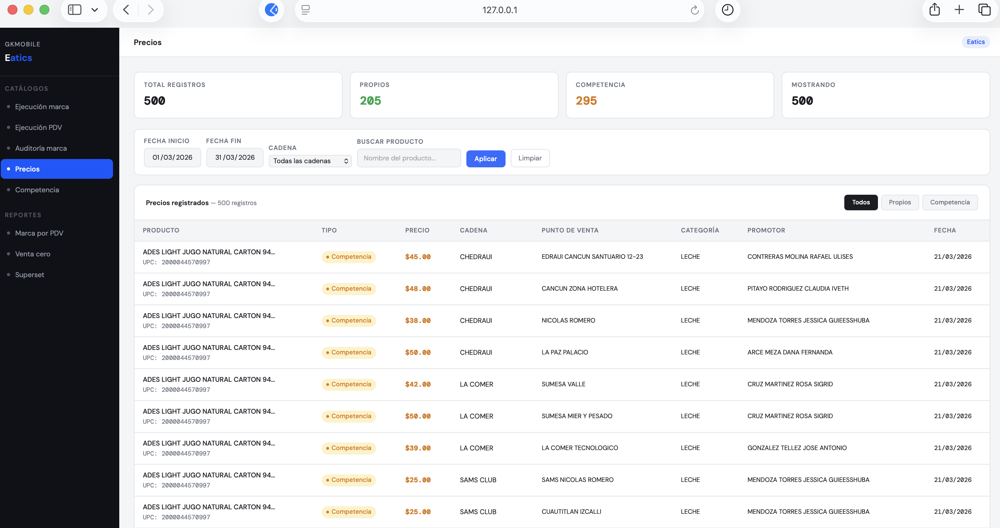 127.0.0.1
GKMOBILE
Eatics
CATÁLOGOS
Ejecución marca
Ejecución PDV
Auditoría marca
Precios
Competencia
REPORTES
Marca por PDV
Venta cero
Superset
Precios
Eatics
TOTAL REGISTROS
500
PROPIOS
205
COMPETENCIA
295
MOSTRANDO
500
FECHA INICIO
01/03/2026
FECHA FIN
31/03/2026
CADENA
Todas las cadenas
BUSCAR PRODUCTO
Nombre del producto...
Aplicar
Limpiar
Precios registrados — 500 registros
Todos Propios Competencia
PRODUCTO TIPO PRECIO CADENA PUNTO DE VENTA CATEGORÍA PROMOTOR FECHA
ADES LIGHT JUGO NATURAL CARTON 94... Competencia $45.00 CHEDRAUI EDRAUI CANCUN SANTUARIO 12-23 LECHE CONTRERAS MOLINA RAFAEL ULISES 21/03/2026
UPC: 2000044570997
ADES LIGHT JUGO NATURAL CARTON 94... Competencia $48.00 CHEDRAUI CANCUN ZONA HOTELERA LECHE PITAYO RODRIGUEZ CLAUDIA IVETH 21/03/2026
UPC: 2000044570997
ADES LIGHT JUGO NATURAL CARTON 94... Competencia $38.00 CHEDRAUI NICOLAS ROMERO LECHE MENDOZA TORRES JESSICA GUIEESSHUBA 21/03/2026
UPC: 2000044570997
ADES LIGHT JUGO NATURAL CARTON 94... Competencia $50.00 CHEDRAUI LA PAZ PALACIO LECHE ARCE MEZA DANA FERNANDA 21/03/2026
UPC: 2000044570997
ADES LIGHT JUGO NATURAL CARTON 94... Competencia $42.00 LA COMER SUMESA VALLE LECHE CRUZ MARTINEZ ROSA SIGRID 21/03/2026
UPC: 2000044570997
ADES LIGHT JUGO NATURAL CARTON 94... Competencia $50.00 LA COMER SUMESA MIER Y PESADO LECHE CRUZ MARTINEZ ROSA SIGRID 21/03/2026
UPC: 2000044570997
ADES LIGHT JUGO NATURAL CARTON 94... Competencia $39.00 LA COMER LA COMER TECNOLOGICO LECHE GONZALEZ TELLEZ JOSE ANTONIO 21/03/2026
UPC: 2000044570997
ADES LIGHT JUGO NATURAL CARTON 94... Competencia $25.00 SAMS CLUB SAMS NICOLAS ROMERO LECHE MENDOZA TORRES JESSICA GUIEESSHUBA 21/03/2026
UPC: 2000044570997
ADES LIGHT JUGO NATURAL CARTON 94... Competencia $25.00 SAMS CLUB CUAUTITLAN IZCALLI LECHE MENDOZA TORRES JESSICA GUIEESSHUBA 21/03/2026
UPC: 2000044570997